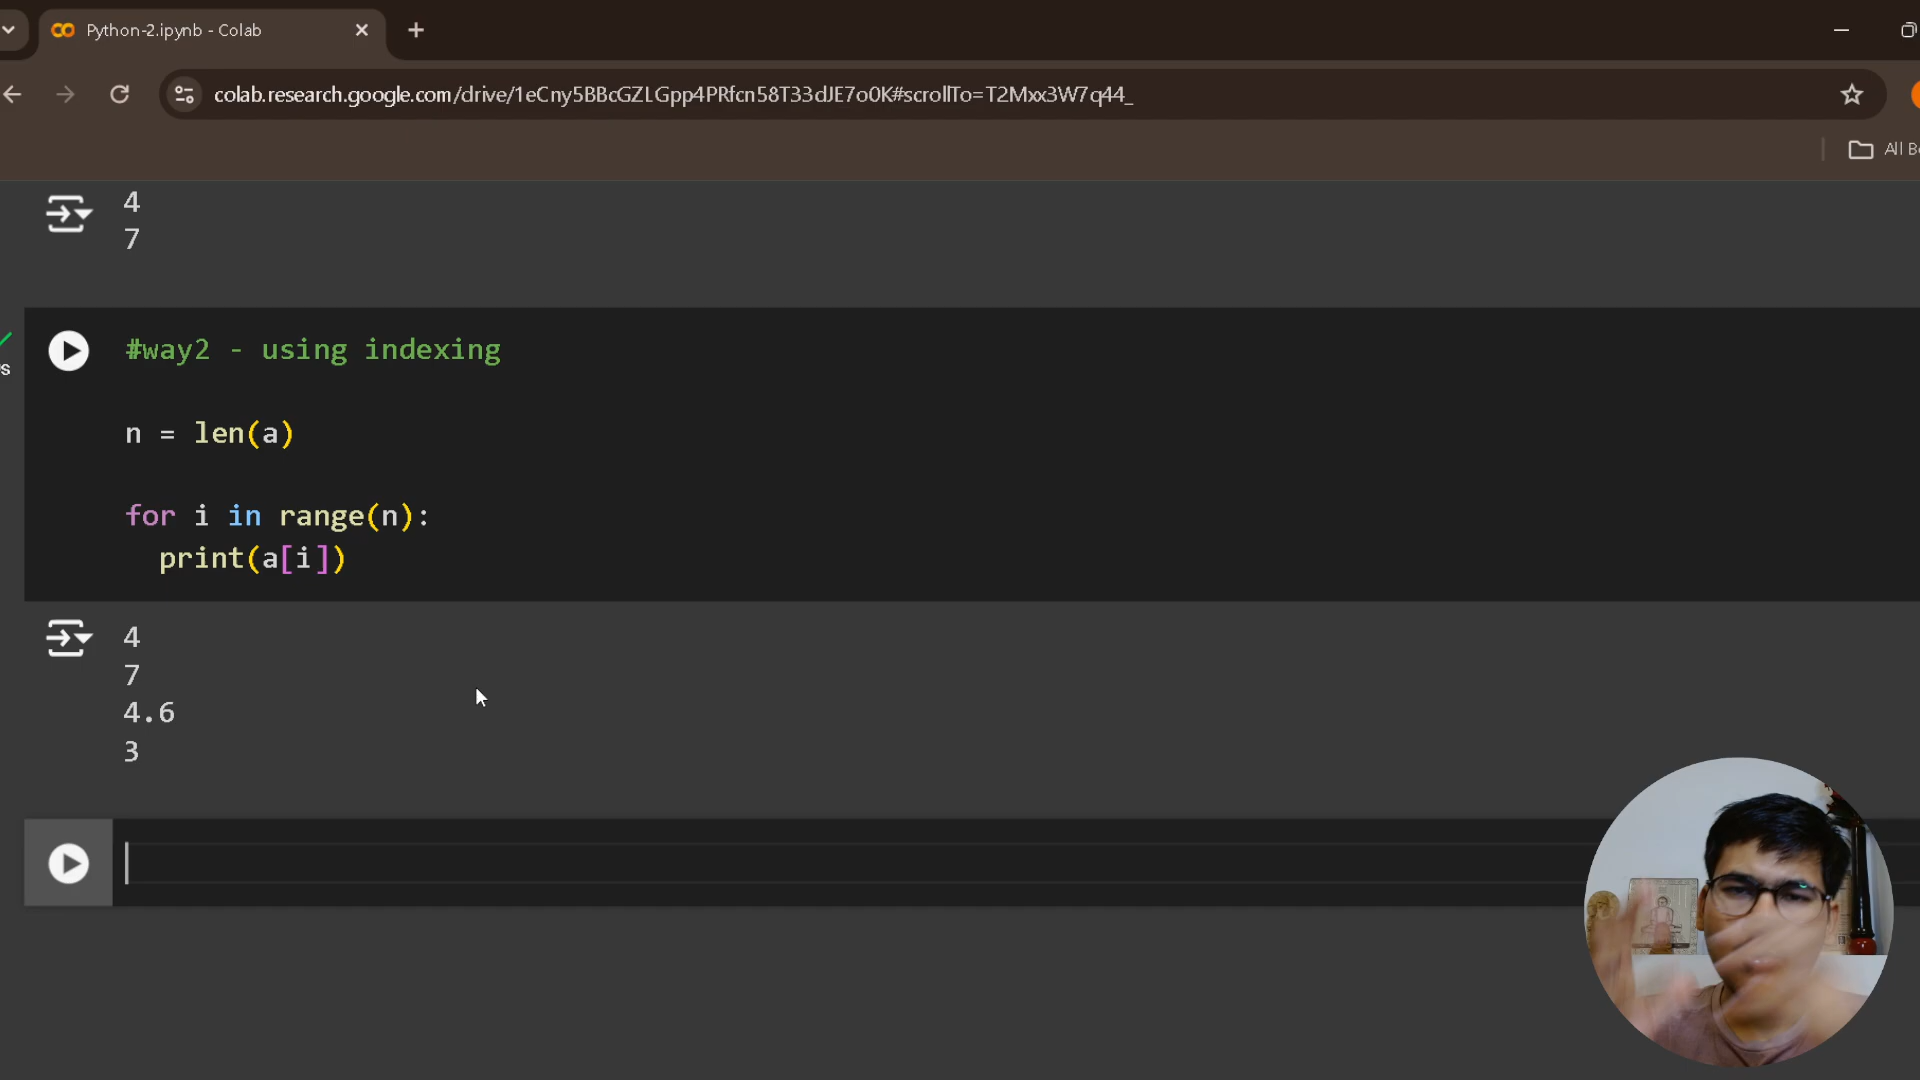 Python-2.ipynb - Colab
colab.research.google.com/drive/1eCny5BBcGZLGpp4PRfcn58T33dJE7o0K#scrollTo=T2Mxx3W7q44_
All B
4
7
#way2 - using indexing
s
n = len(a)
for i in range(n):
print(a[i])
4
7
4.6
3